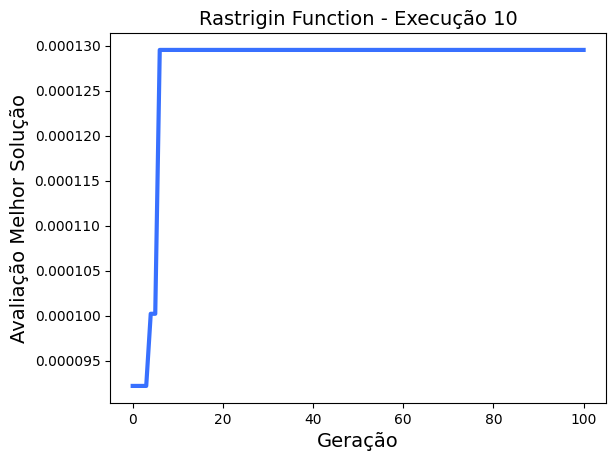 Rastrigin Function - Execução 10
Avaliação Melhor Solução
0.000130
0.000125
0.000120
0.000115
0.000110
0.000105
0.000100
0.000095
0 20 40 60 80 100
Geração